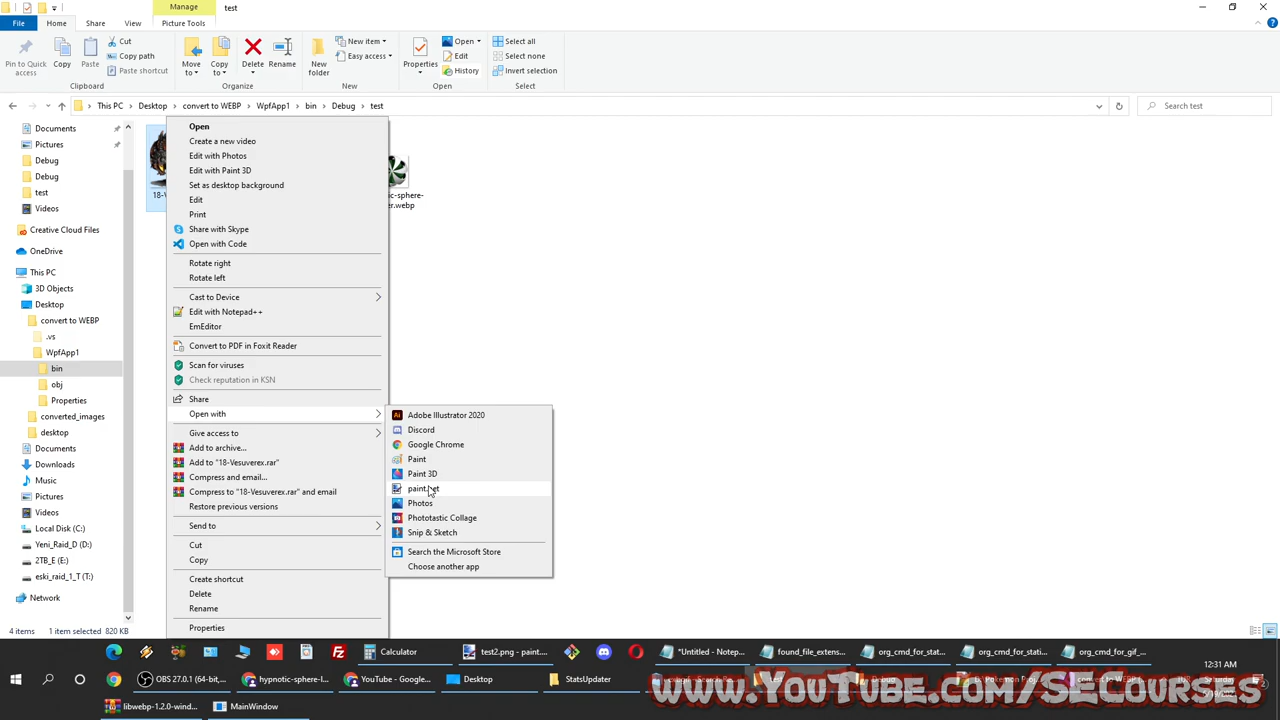 Manage
test
File
Home
Share
View
Picture Tools
Pin to Quick access
Copy
Paste
Cut
Copy path
Paste shortcut
Clipboard
Move to
Copy to
Delete
Rename
Organize
New folder
New item
Easy access
New
Properties
Open
Edit
History
Open
Select all
Select none
Invert selection
Select
This PC > Desktop > convert to WEBP > WpfApp1 > bin > Debug > test
Search test
Documents
Pictures
Debug
Debug
test
Videos
Creative Cloud Files
OneDrive
This PC
3D Objects
Desktop
convert to WEBP
.vs
WpfApp1
bin
obj
Properties
converted_images
desktop
Documents
Downloads
Music
Pictures
Videos
Local Disk (C:)
Yeni_Raid_D (D:)
2TB_E (E:)
eski_raid_1_T (T:)
Network
4 items
1 item selected 820 KB
ic-sphere-
er.webp
Open
Create a new video
Edit with Photos
Edit with Paint 3D
Set as desktop background
Edit
Print
Share with Skype
Open with Code
Rotate right
Rotate left
Cast to Device
Edit with Notepad++
EmEditor
Convert to PDF in Foxit Reader
Scan for viruses
Check reputation in KSN
Share
Open with
Give access to
Add to archive...
Add to "18-Vesuverex.rar"
Compress and email...
Compress to "18-Vesuverex.rar" and email
Restore previous versions
Send to
Cut
Copy
Create shortcut
Delete
Rename
Properties
Adobe Illustrator 2020
Discord
Google Chrome
Paint
Paint 3D
paint.net
Photos
Phototastic Collage
Snip & Sketch
Search the Microsoft Store
Choose another app
Calculator
test2.png - paint....
*Untitled - Notep...
found_file_extens...
org_cmd_for_stat...
org_cmd_for_stati...
org_cmd_for_gif_...
12:31 AM
OBS 27.0.1 (64-bit,...
hypnotic-sphere-l...
YouTube - Google...
Desktop
StatsUpdater
www.YouTube.com/SECourses
libwebp-1.2.0-wind...
MainWindow